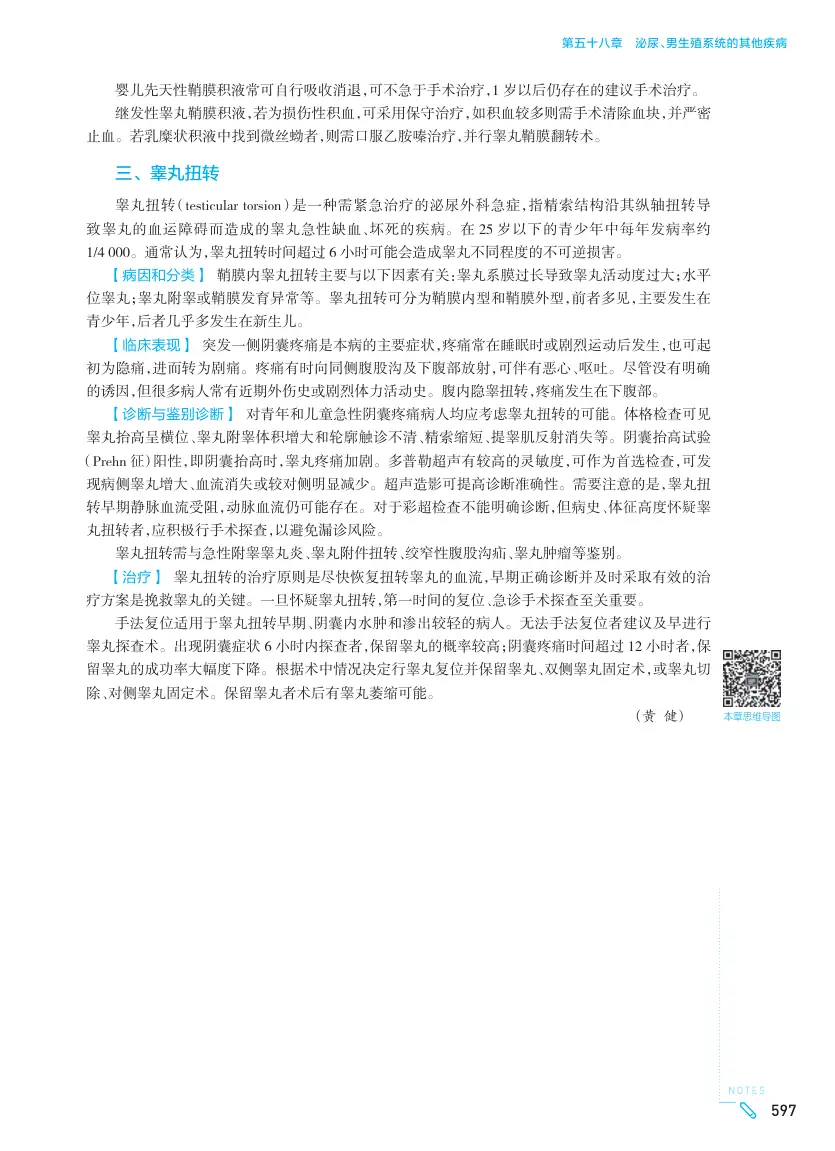 第五十八章 泌尿、男生殖系统的其他疾病
婴儿先天性鞘膜积液常可自行吸收消退,可不急于手术治疗,1 岁以后仍存在的建议手术治疗。
继发性睾丸鞘膜积液,若为损伤性积血,可采用保守治疗,如积血较多则需手术清除血块,并严密
止血。若乳糜状积液中找到微丝蚴者,则需口服乙胺嗪治疗,并行睾丸鞘膜翻转术。
三、睾丸扭转
睾丸扭转(testicular torsion)是一种需紧急治疗的泌尿外科急症,指精索结构沿其纵轴扭转导
致睾丸的血运障碍而造成的睾丸急性缺血、坏死的疾病。在 25 岁以下的青少年中每年发病率约
1/4 000。通常认为,睾丸扭转时间超过 6 小时可能会造成睾丸不同程度的不可逆损害。
【病因和分类】 鞘膜内睾丸扭转主要与以下因素有关:睾丸系膜过长导致睾丸活动度过大;水平
位睾丸;睾丸附睾或鞘膜发育异常等。睾丸扭转可分为鞘膜内型和鞘膜外型,前者多见,主要发生在
青少年,后者几乎多发生在新生儿。
【临床表现】 突发一侧阴囊疼痛是本病的主要症状,疼痛常在睡眠时或剧烈运动后发生,也可起
初为隐痛,进而转为剧痛。疼痛有时向同侧腹股沟及下腹部放射,可伴有恶心、呕吐。尽管没有明确
的诱因,但很多病人常有近期外伤史或剧烈体力活动史。腹内隐睾扭转,疼痛发生在下腹部。
【诊断与鉴别诊断】 对青年和儿童急性阴囊疼痛病人均应考虑睾丸扭转的可能。体格检查可见
睾丸抬高呈横位、睾丸附睾体积增大和轮廓触诊不清、精索缩短、提睾肌反射消失等。阴囊抬高试验
(Prehn 征)阳性,即阴囊抬高时,睾丸疼痛加剧。多普勒超声有较高的灵敏度,可作为首选检查,可发
现病侧睾丸增大、血流消失或较对侧明显减少。超声造影可提高诊断准确性。需要注意的是,睾丸扭
转早期静脉血流受阻,动脉血流仍可能存在。对于彩超检查不能明确诊断,但病史、体征高度怀疑睾
丸扭转者,应积极行手术探查,以避免漏诊风险。
睾丸扭转需与急性附睾睾丸炎、睾丸附件扭转、绞窄性腹股沟疝、睾丸肿瘤等鉴别。
【治疗】 睾丸扭转的治疗原则是尽快恢复扭转睾丸的血流,早期正确诊断并及时采取有效的治
疗方案是挽救睾丸的关键。一旦怀疑睾丸扭转,第一时间的复位、急诊手术探查至关重要。
手法复位适用于睾丸扭转早期、阴囊内水肿和渗出较轻的病人。无法手法复位者建议及早进行
睾丸探查术。出现阴囊症状 6 小时内探查者,保留睾丸的概率较高;阴囊疼痛时间超过 12 小时者,保
留睾丸的成功率大幅度下降。根据术中情况决定行睾丸复位并保留睾丸、双侧睾丸固定术,或睾丸切
除、对侧睾丸固定术。保留睾丸者术后有睾丸萎缩可能。
(黄 健)
本章思维导图
NOTES
597